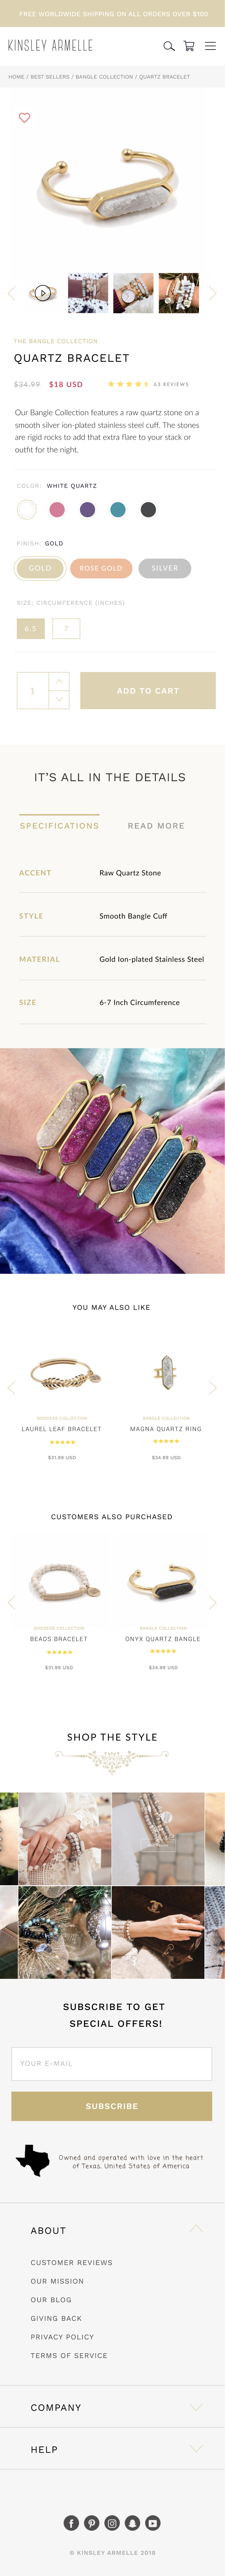 FREE WORLDWIDE SHIPPING ON ALL ORDERS OVER $100
KINSLEY ARMELLE
HOME / BEST SELLERS / BANGLE COLLECTION / QUARTZ BRACELET
THE BANGLE COLLECTION
QUARTZ BRACELET
$34.99 $18 USD 63 REVIEWS
Our Bangle Collection features a raw quartz stone on a
smooth silver ion-plated stainless steel cuff. The stones
are rigid rocks to add that extra flare to your stack or
outfit for the night.
COLOR: WHITE QUARTZ
FINISH: GOLD
GOLD ROSE GOLD SILVER
SIZE: CIRCUMFERENCE (INCHES)
6.5 7
1 ADD TO CART
IT'S ALL IN THE DETAILS
SPECIFICATIONS READ MORE
ACCENT Raw Quartz Stone
STYLE Smooth Bangle Cuff
MATERIAL Gold Ion-plated Stainless Steel
SIZE 6-7 Inch Circumference
YOU MAY ALSO LIKE
GODDESS COLLECTION BANGLE COLLECTION
LAUREL LEAF BRACELET MAGNA QUARTZ RING
$31.99 USD $24.99 USD
CUSTOMERS ALSO PURCHASED
GODDESS COLLECTION BANGLE COLLECTION
BEADS BRACELET ONYX QUARTZ BANGLE
$31.99 USD $34.99 USD
SHOP THE STYLE
SUBSCRIBE TO GET
SPECIAL OFFERS!
YOUR E-MAIL
SUBSCRIBE
Owned and operated with love in the heart
of Texas, United States of America
ABOUT
CUSTOMER REVIEWS
OUR MISSION
OUR BLOG
GIVING BACK
PRIVACY POLICY
TERMS OF SERVICE
COMPANY
HELP
© KINSLEY ARMELLE 2018